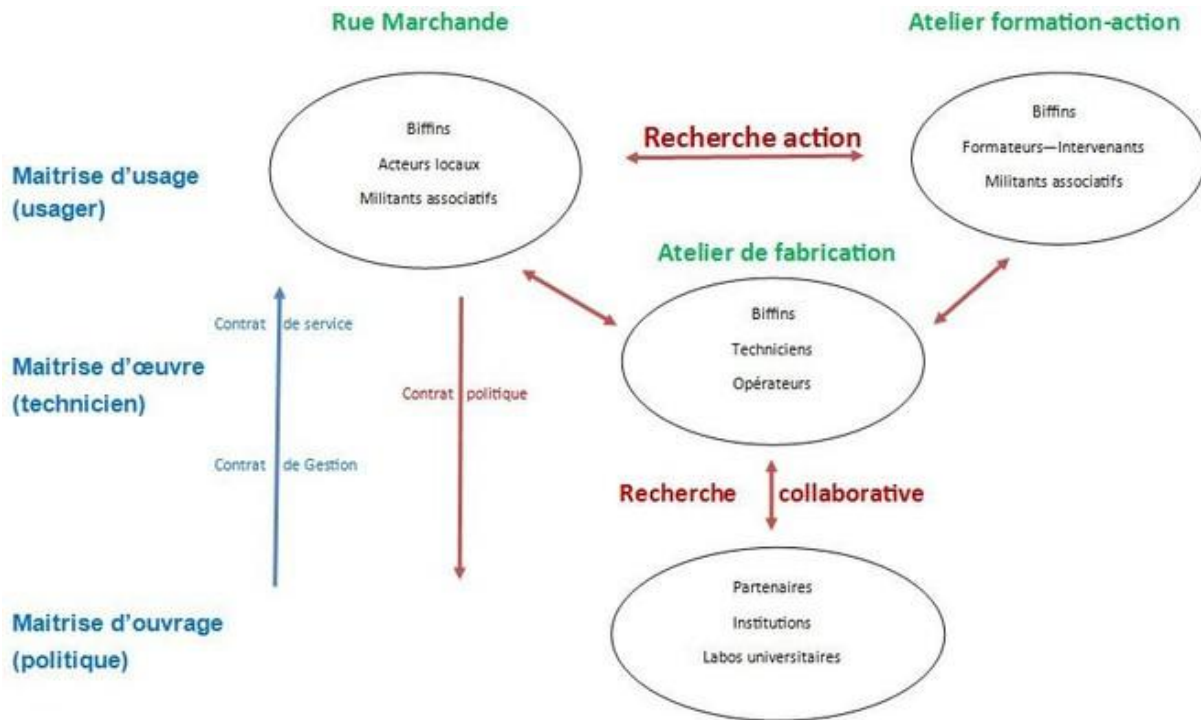 Rue Marchande
Atelier formation-action
Biffins
Acteurs locaux
Militants associatifs
Recherche action
Biffins
Formateurs—Intervenants
Militants associatifs
Maitrise d'usage
(usager)
Atelier de fabrication
Biffins
Techniciens
Opérateurs
Contrat de service
Maitrise d'œuvre
(technicien)
Contrat politique
Contrat de Gestion
Recherche collaborative
Maitrise d'ouvrage
(politique)
Partenaires
Institutions
Labos universitaires